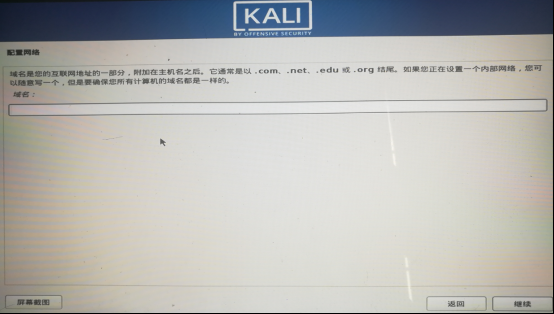 KALI
BY OFFENSIVE SECURITY
配置网络
域名是您的互联网地址的一部分，附加在主机名之后。它通常是以 .com、.net、.edu 或 .org 结尾。如果您正在设置一个内部网络，您可
以随意写一个，但是要确保您所有计算机的域名都是一样的。
域名：
屏幕截图
返回
继续